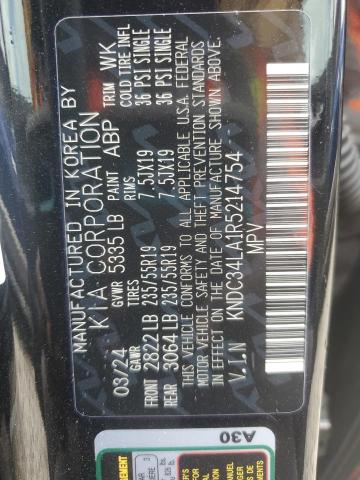 MANUFACTURED IN KOREA BY
KIA CORPORATION
03/24 GVWR 5335 LB PAINT ABP TRIM WK
GAWR TIRES RIMS COLD TIRE INFL
FRONT 2822 LB 235/55R19 7.5JX19 36 PSI SINGLE
REAR 3064 LB 235/55R19 7.5JX19 36 PSI SINGLE
THIS VEHICLE CONFORMS TO ALL APPLICABLE U.S.A. FEDERAL
MOTOR VEHICLE SAFETY AND THEFT PREVENTION STANDARDS
IN EFFECT ON THE DATE OF MANUFACTURE SHOWN ABOVE.
V.I.N KNDC34LA1R5214754
MPV
A30